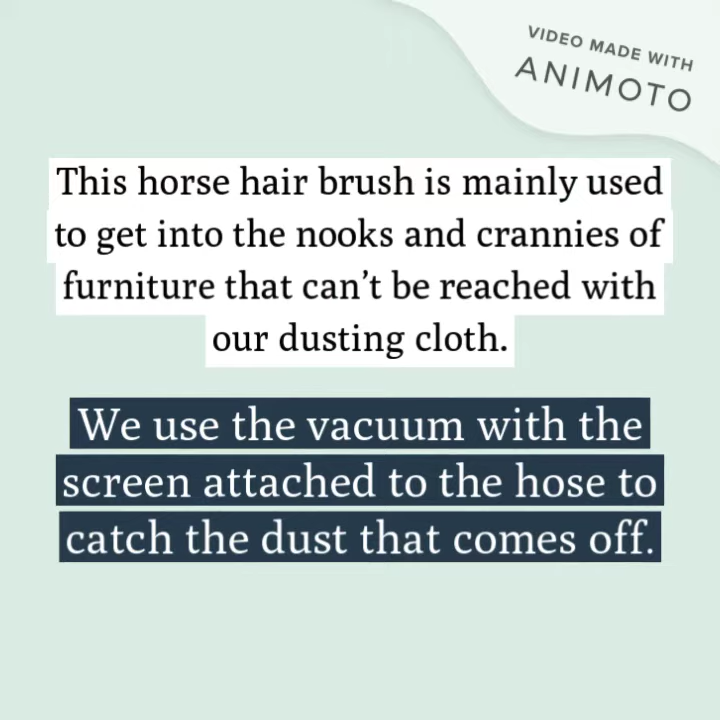 VIDEO MADE WITH
ANIMOTO
This horse hair brush is mainly used
to get into the nooks and crannies of
furniture that can’t be reached with
our dusting cloth.
We use the vacuum with the
screen attached to the hose to
catch the dust that comes off.